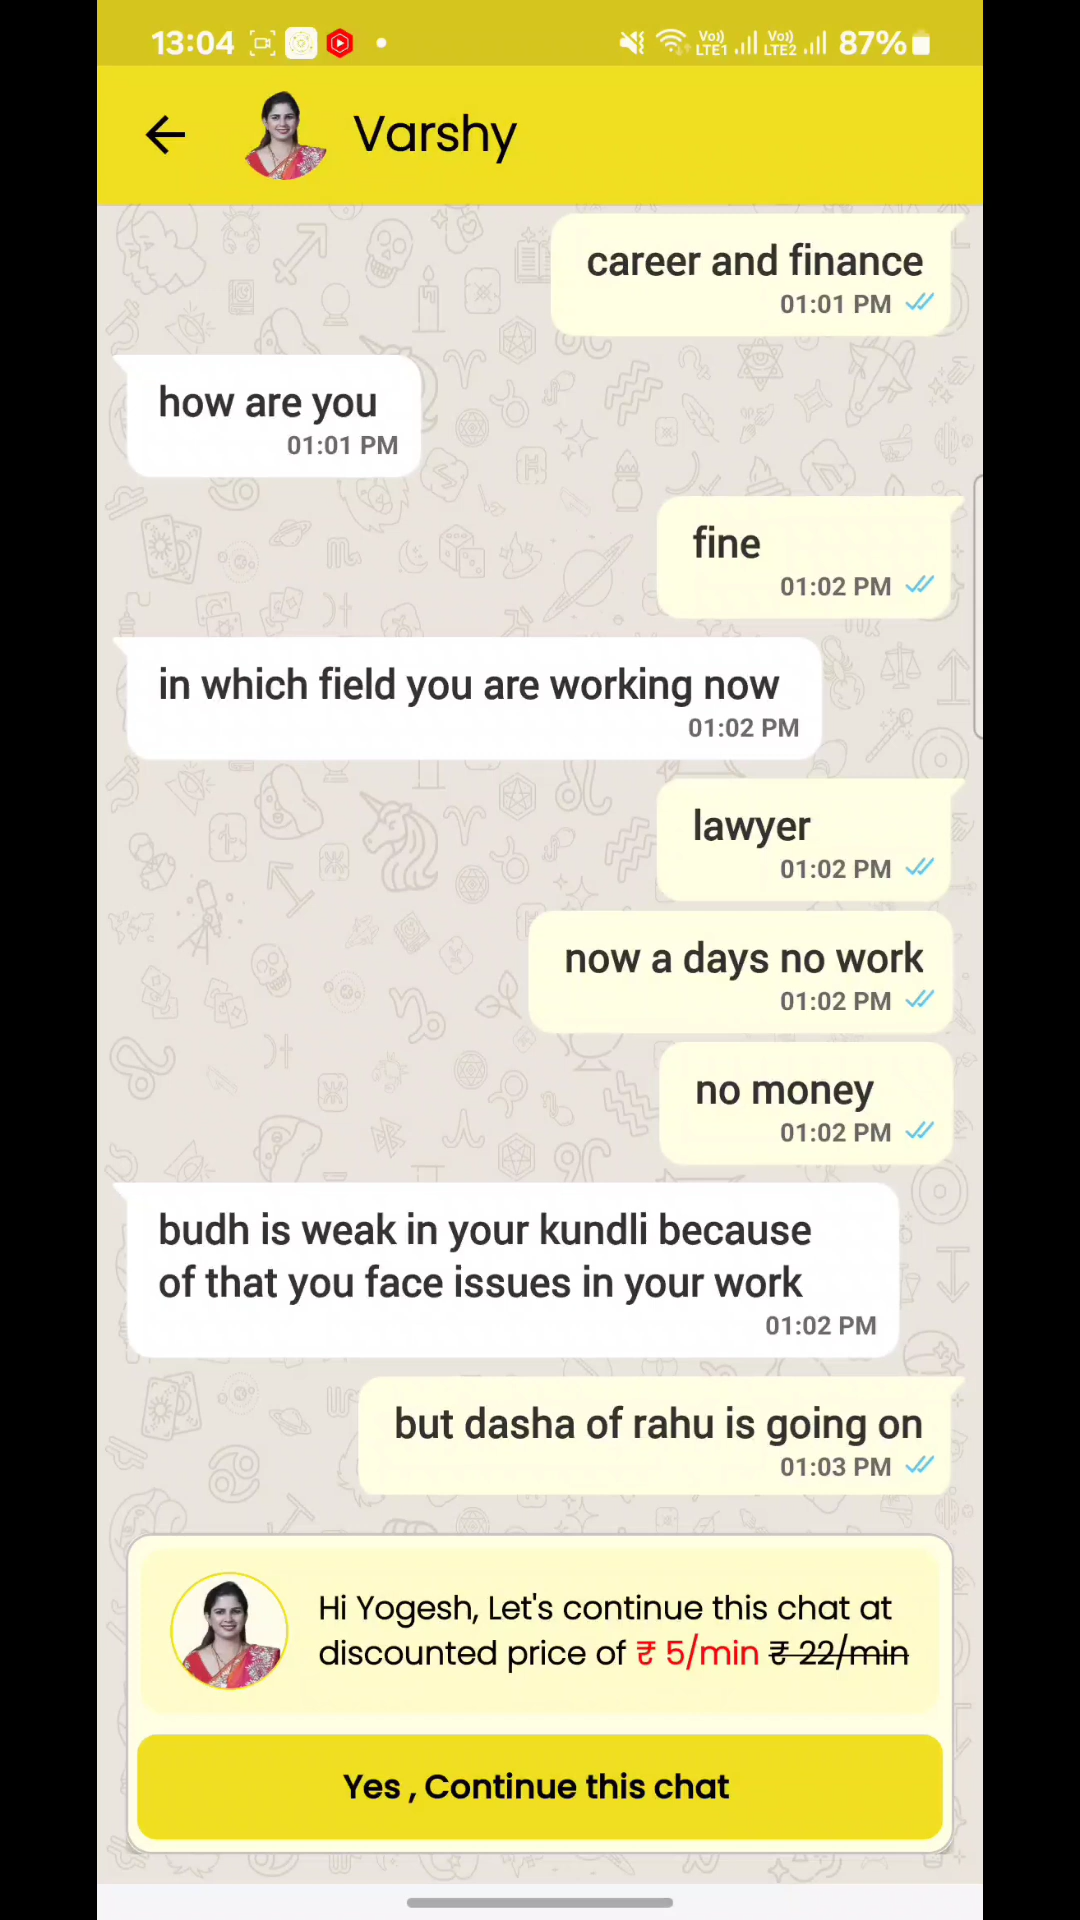 13:04
Vo)) LTE1 Vo)) LTE2 87%
Varshy
career and finance
01:01 PM
how are you
01:01 PM
fine
01:02 PM
in which field you are working now
01:02 PM
lawyer
01:02 PM
now a days no work
01:02 PM
no money
01:02 PM
budh is weak in your kundli because
of that you face issues in your work
01:02 PM
but dasha of rahu is going on
01:03 PM
Hi Yogesh, Let's continue this chat at
discounted price of ₹ 5/min ₹ 22/min
Yes , Continue this chat